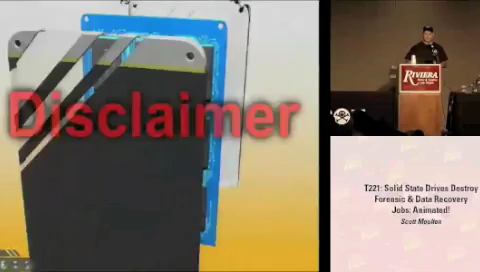 Disclaimer
RIVIERA
T221: Solid State Drives Destroy
Forensic & Data Recovery
Jobs: Animated!
Scott Moulton